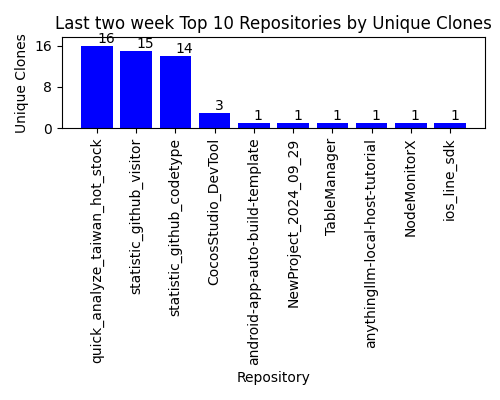 Last two week Top 10 Repositories by Unique Clones
Unique Clones
16
8
0
16
15
14
3
1
1
1
1
1
1
quick_analyze_taiwan_hot_stock
statistic_github_visitor
statistic_github_codetype
CocosStudio_DevTool
android-app-auto-build-template
NewProject_2024_09_29
TableManager
anythingllm-local-host-tutorial
NodeMonitorX
ios_line_sdk
Repository